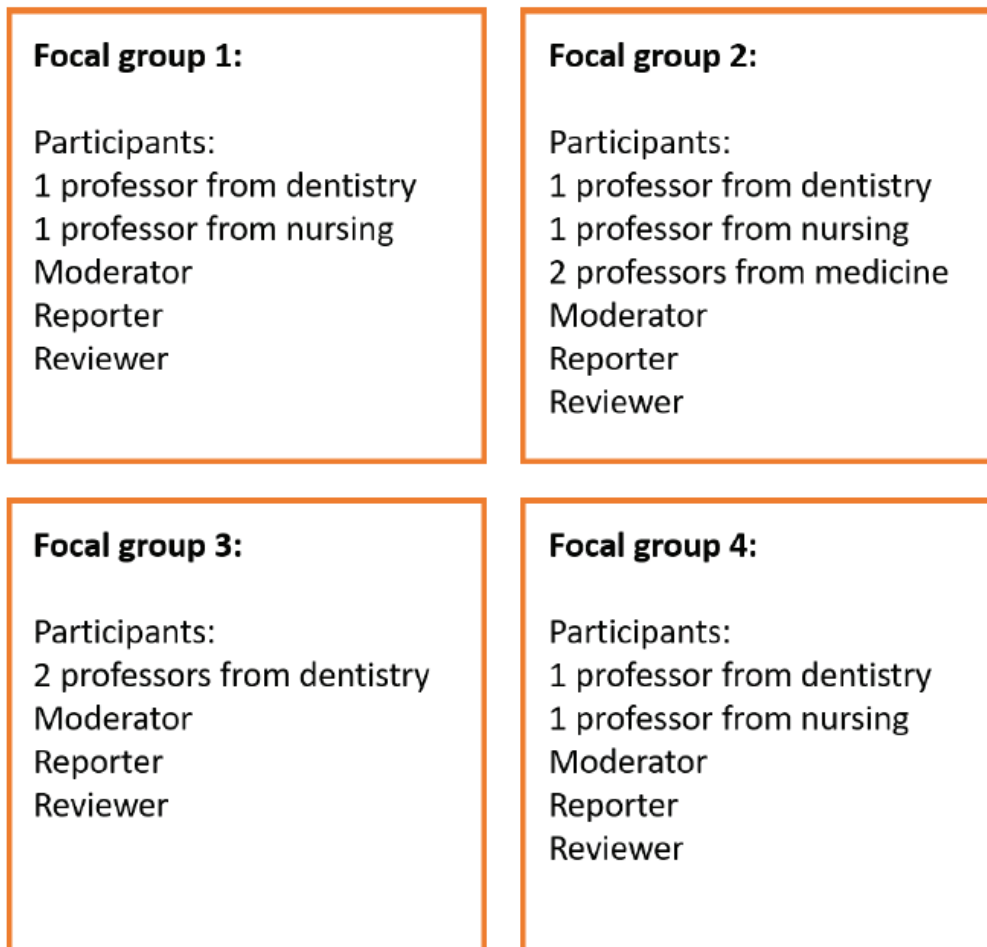 Focal group 1:
Participants:
1 professor from dentistry
1 professor from nursing
Moderator
Reporter
Reviewer
Focal group 2:
Participants:
1 professor from dentistry
1 professor from nursing
2 professors from medicine
Moderator
Reporter
Reviewer
Focal group 3:
Participants:
2 professors from dentistry
Moderator
Reporter
Reviewer
Focal group 4:
Participants:
1 professor from dentistry
1 professor from nursing
Moderator
Reporter
Reviewer